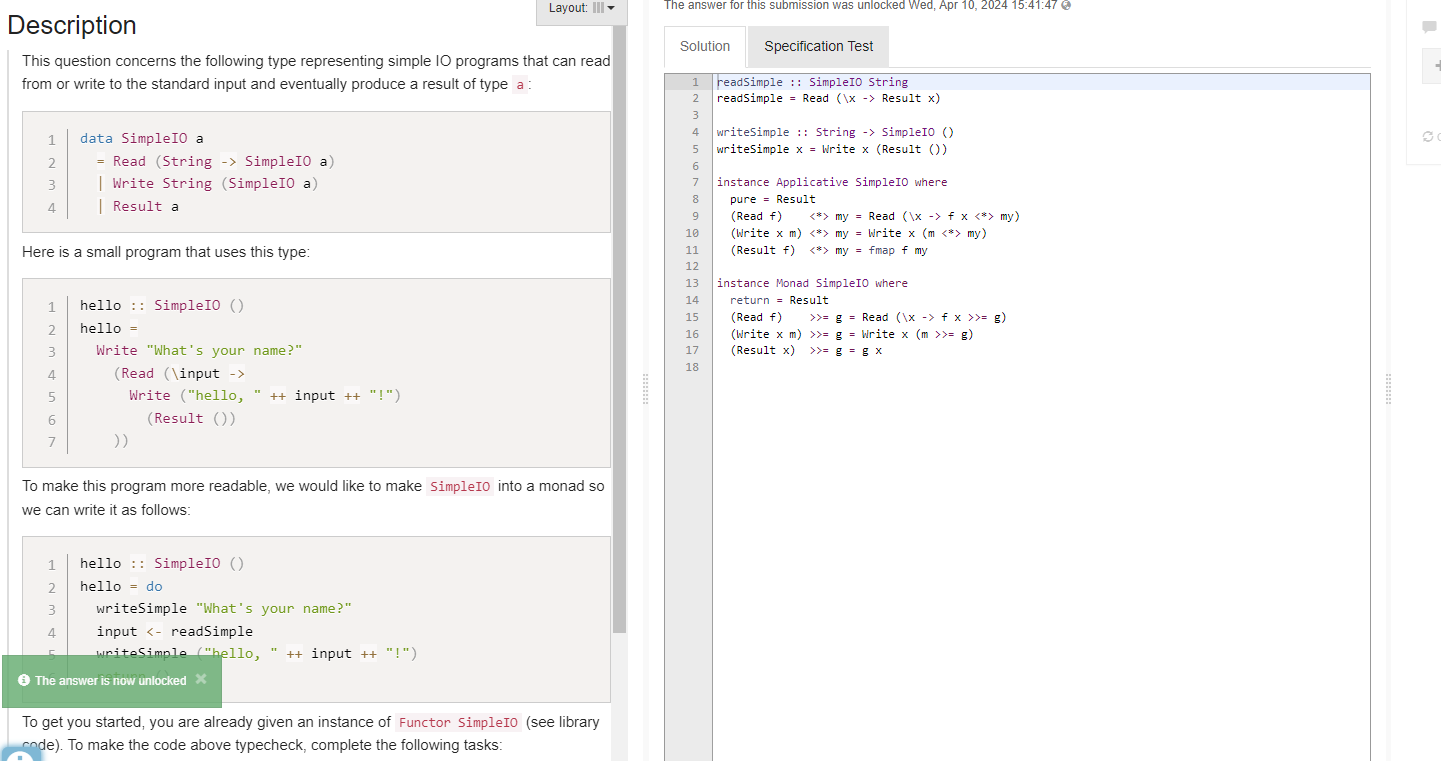 Layout:
Description
This question concerns the following type representing simple IO programs that can read
from or write to the standard input and eventually produce a result of type a :
1 data SimpleIO a
2   = Read (String -> SimpleIO a)
3   | Write String (SimpleIO a)
4   | Result a
Here is a small program that uses this type:
1 hello :: SimpleIO ()
2 hello =
3   Write "What's your name?"
4     (Read (\input ->
5       Write ("hello, " ++ input ++ "!")
6         (Result ())
7     ))
To make this program more readable, we would like to make SimpleIO into a monad so
we can write it as follows:
1 hello :: SimpleIO ()
2 hello = do
3   writeSimple "What's your name?"
4   input <- readSimple
5   writeSimple ("hello, " ++ input ++ "!")
The answer is now unlocked
To get you started, you are already given an instance of Functor SimpleIO (see library
code). To make the code above typecheck, complete the following tasks:
The answer for this submission was unlocked Wed, Apr 10, 2024 15:41:47
Solution
Specification Test
1 readSimple :: SimpleIO String
2 readSimple = Read (\x -> Result x)
3
4 writeSimple :: String -> SimpleIO ()
5 writeSimple x = Write x (Result ())
6
7 instance Applicative SimpleIO where
8   pure = Result
9   (Read f)    <*> my = Read (\x -> f x <*> my)
10   (Write x m) <*> my = Write x (m <*> my)
11   (Result f)  <*> my = fmap f my
12
13 instance Monad SimpleIO where
14   return = Result
15   (Read f)    >>= g = Read (\x -> f x >>= g)
16   (Write x m) >>= g = Write x (m >>= g)
17   (Result x)  >>= g = g x
18